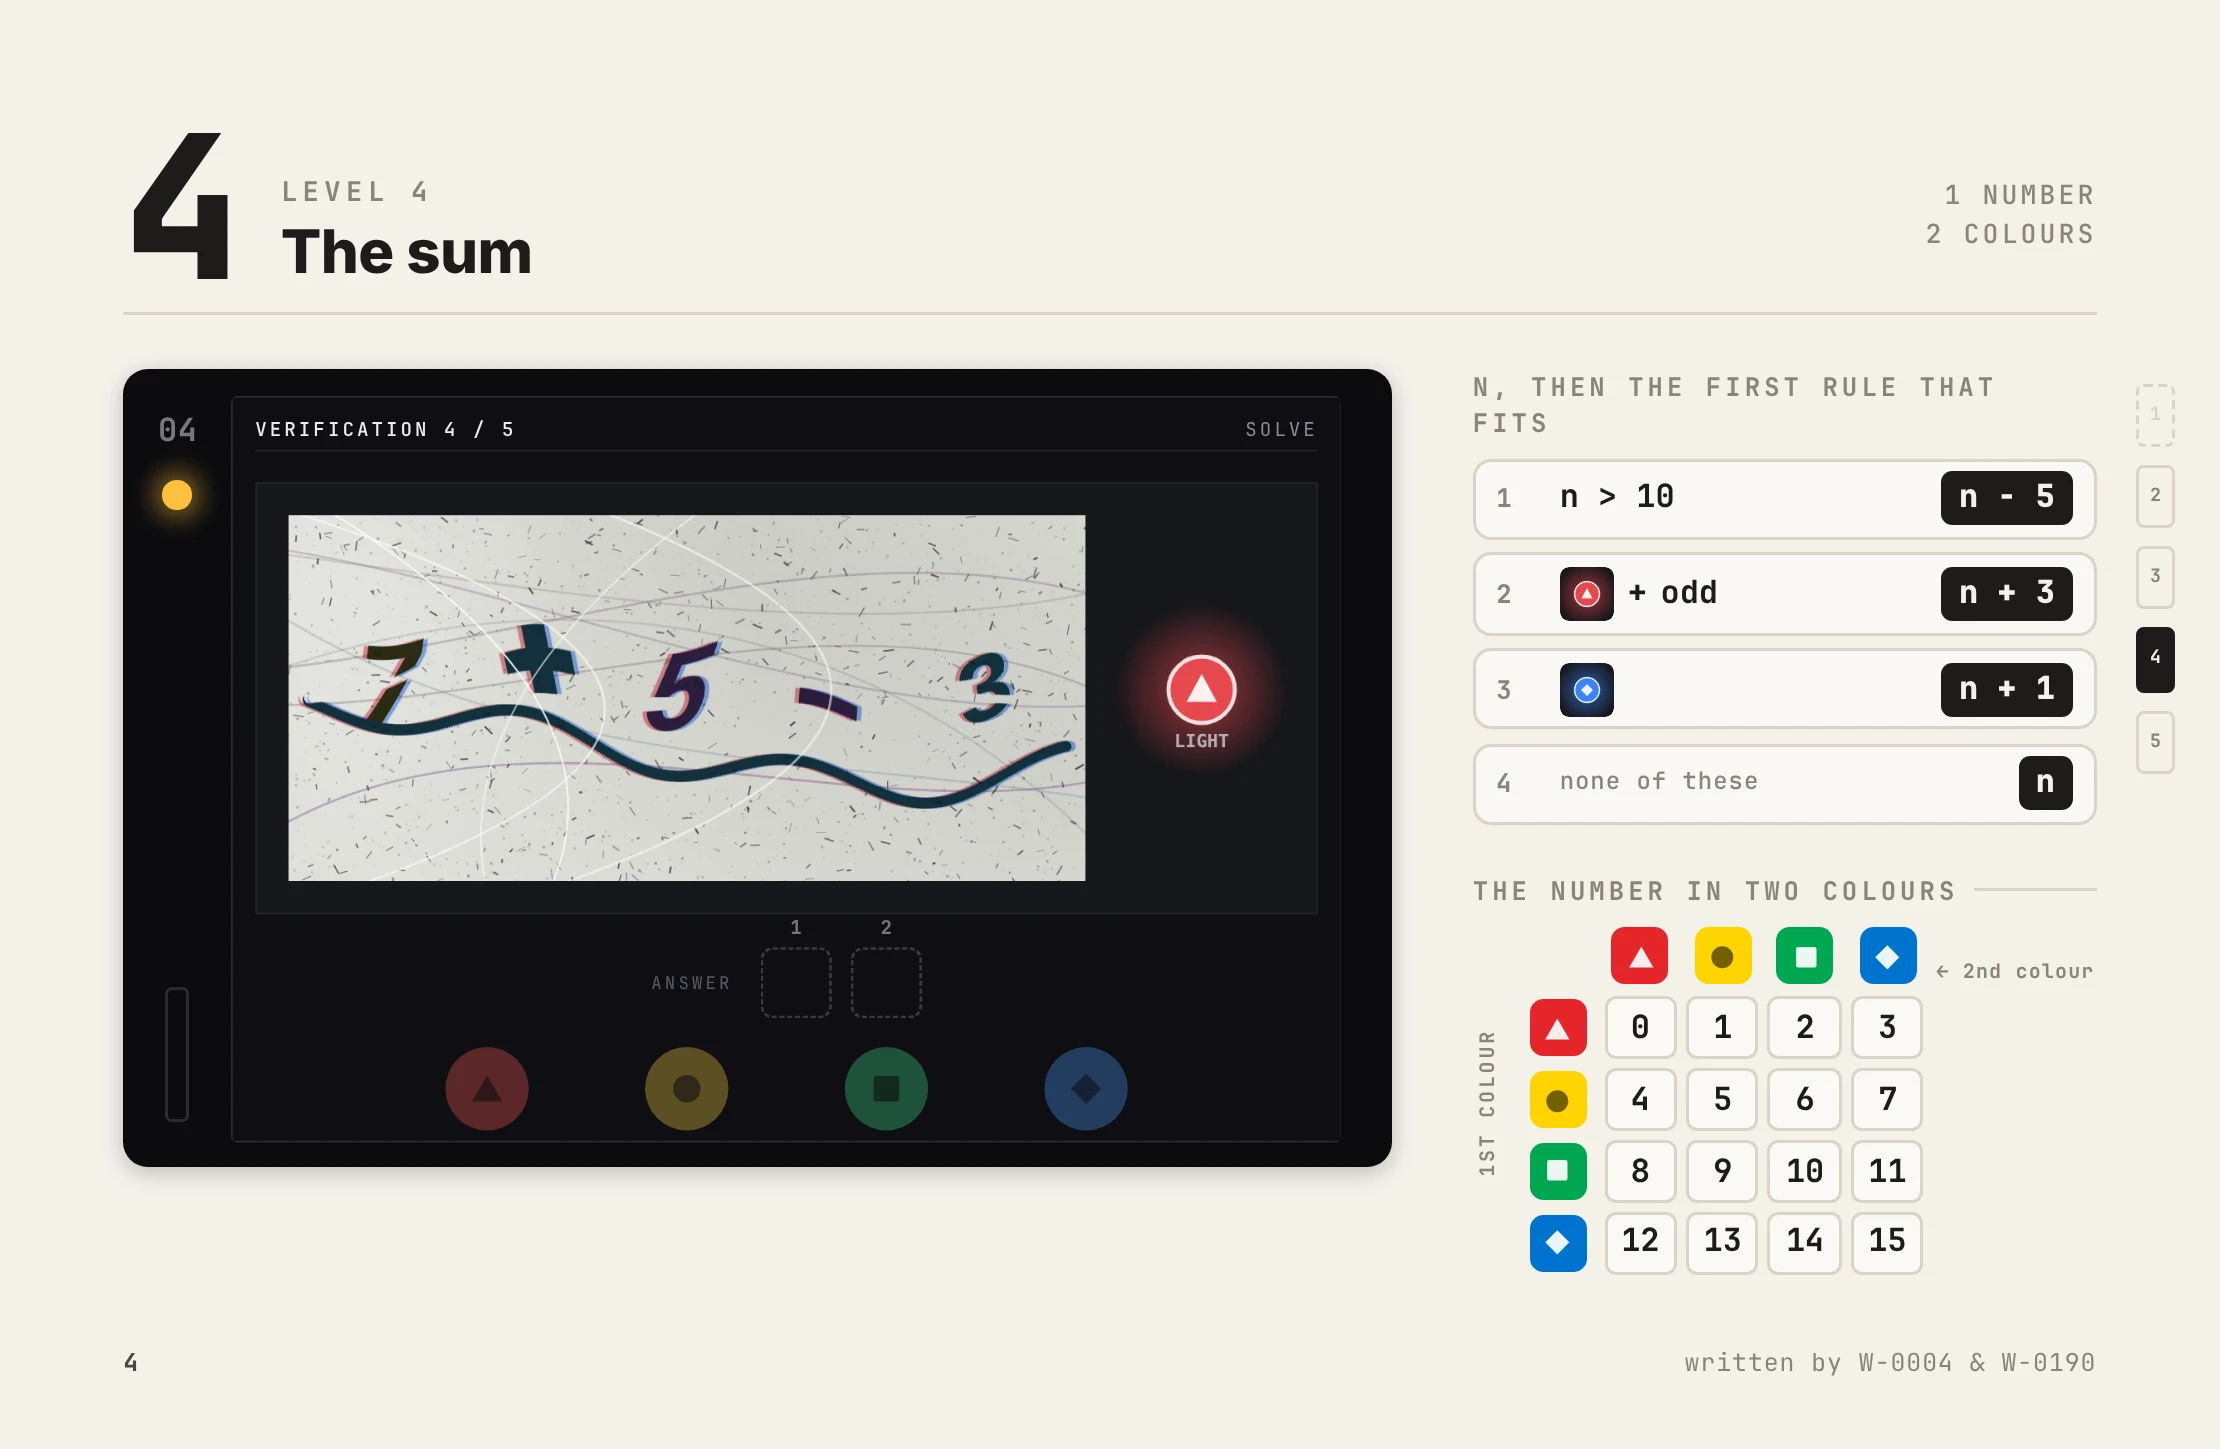 4
LEVEL 4
The sum
1 NUMBER
2 COLOURS
04
VERIFICATION 4 / 5
SOLVE
7 + 5 - 3
LIGHT
1 2
ANSWER
N, THEN THE FIRST RULE THAT
FITS
1 n > 10 n - 5
2 + odd n + 3
3 n + 1
4 none of these n
1
2
3
4
5
THE NUMBER IN TWO COLOURS
← 2nd colour
1ST COLOUR
0 1 2 3
4 5 6 7
8 9 10 11
12 13 14 15
4
written by W-0004 & W-0190